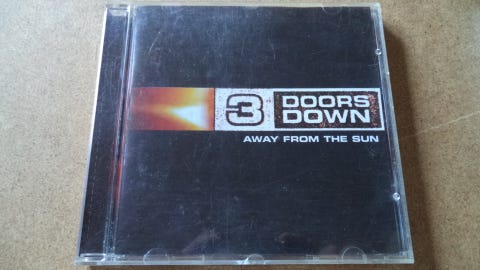 3 DOORS
DOWN
AWAY FROM THE SUN